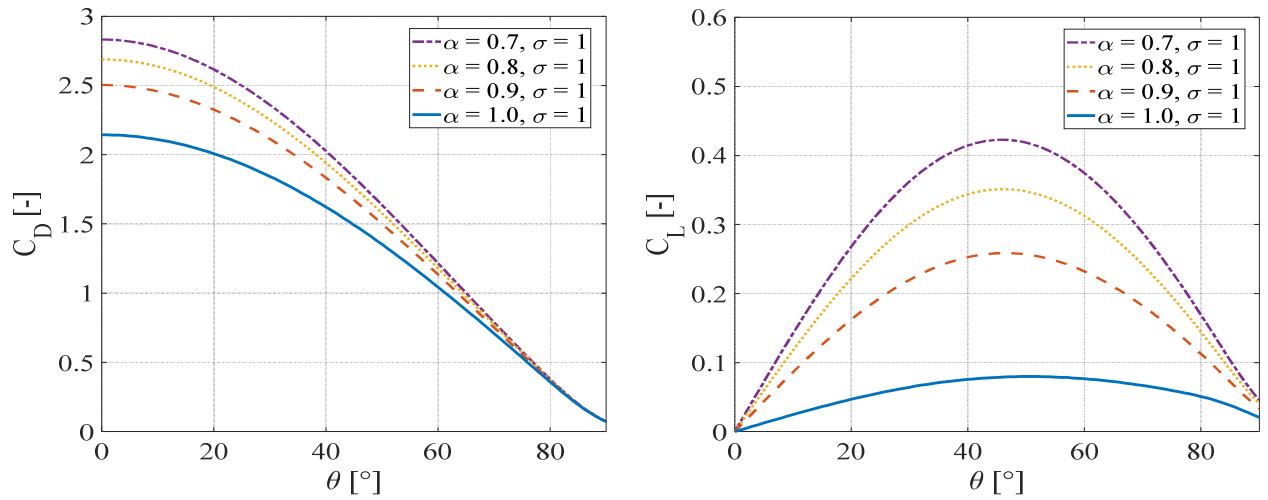 3
2.5
2
1.5
1
0.5
0
C_D [-]
0 20 40 60 80
θ [°]
α = 0.7, σ = 1
α = 0.8, σ = 1
α = 0.9, σ = 1
α = 1.0, σ = 1
0.6
0.5
0.4
0.3
0.2
0.1
0
C_L [-]
0 20 40 60 80
θ [°]
α = 0.7, σ = 1
α = 0.8, σ = 1
α = 0.9, σ = 1
α = 1.0, σ = 1